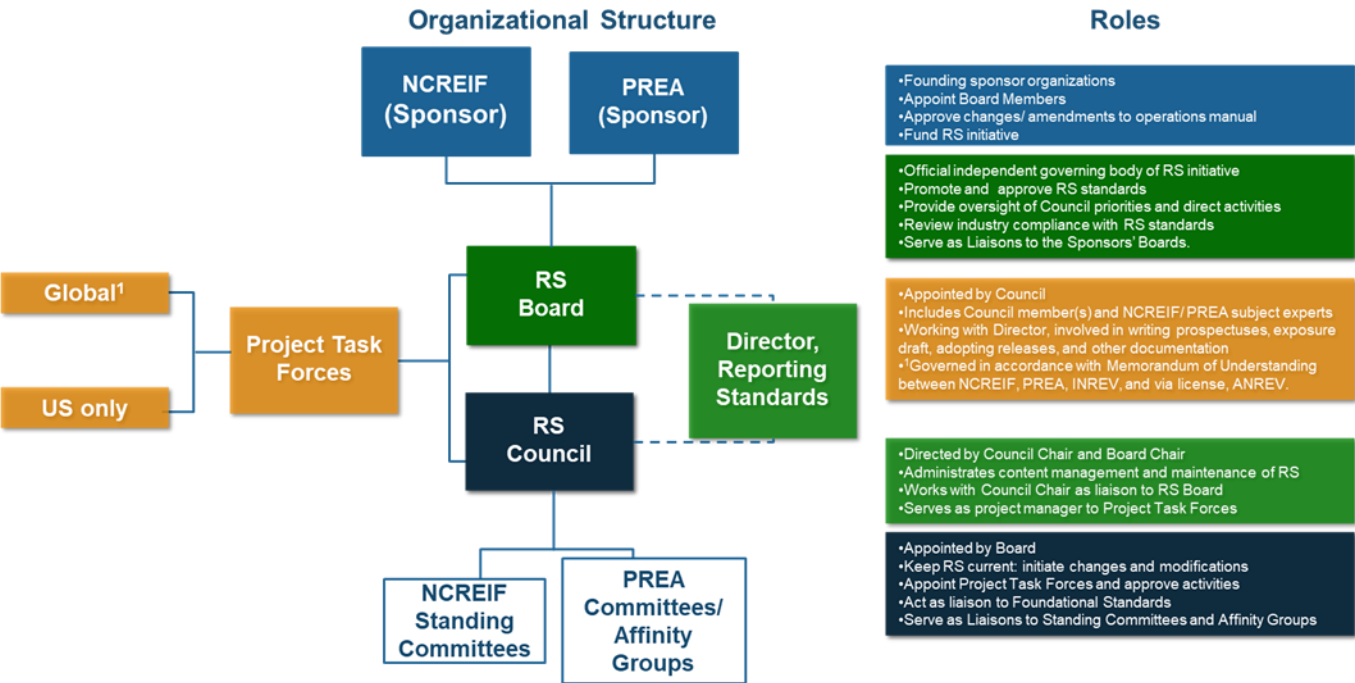 Organizational Structure
Roles
NCREIF
(Sponsor)
PREA
(Sponsor)
RS
Board
Global¹
US only
Project Task
Forces
Director,
Reporting
Standards
RS
Council
NCREIF
Standing
Committees
PREA
Committees/
Affinity
Groups
•Founding sponsor organizations
•Appoint Board Members
•Approve changes/ amendments to operations manual
•Fund RS initiative
•Official independent governing body of RS initiative
•Promote and approve RS standards
•Provide oversight of Council priorities and direct activities
•Review industry compliance with RS standards
•Serve as Liaisons to the Sponsors' Boards.
•Appointed by Council
•Includes Council member(s) and NCREIF/ PREA subject experts
•Working with Director, involved in writing prospectuses, exposure
draft, adopting releases, and other documentation
•¹Governed in accordance with Memorandum of Understanding
between NCREIF, PREA, INREV, and via license, ANREV.
•Directed by Council Chair and Board Chair
•Administrates content management and maintenance of RS
•Works with Council Chair as liaison to RS Board
•Serves as project manager to Project Task Forces
•Appointed by Board
•Keep RS current: initiate changes and modifications
•Appoint Project Task Forces and approve activities
•Act as liaison to Foundational Standards
•Serve as Liaisons to Standing Committees and Affinity Groups